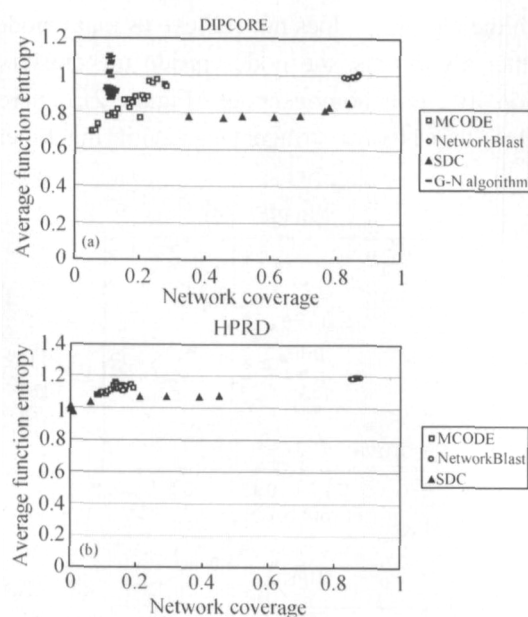 DIPCORE
1.2
1
0.8
0.6
0.4
0.2
0
(a)
0 0.2 0.4 0.6 0.8 1
Average function entropy
Network coverage
MCODE
NetworkBlast
SDC
G-N algorithm
HPRD
1.4
1.2
1
0.8
0.6
0.4
0.2
0
(b)
0 0.2 0.4 0.6 0.8 1
Average function entropy
Network coverage
MCODE
NetworkBlast
SDC